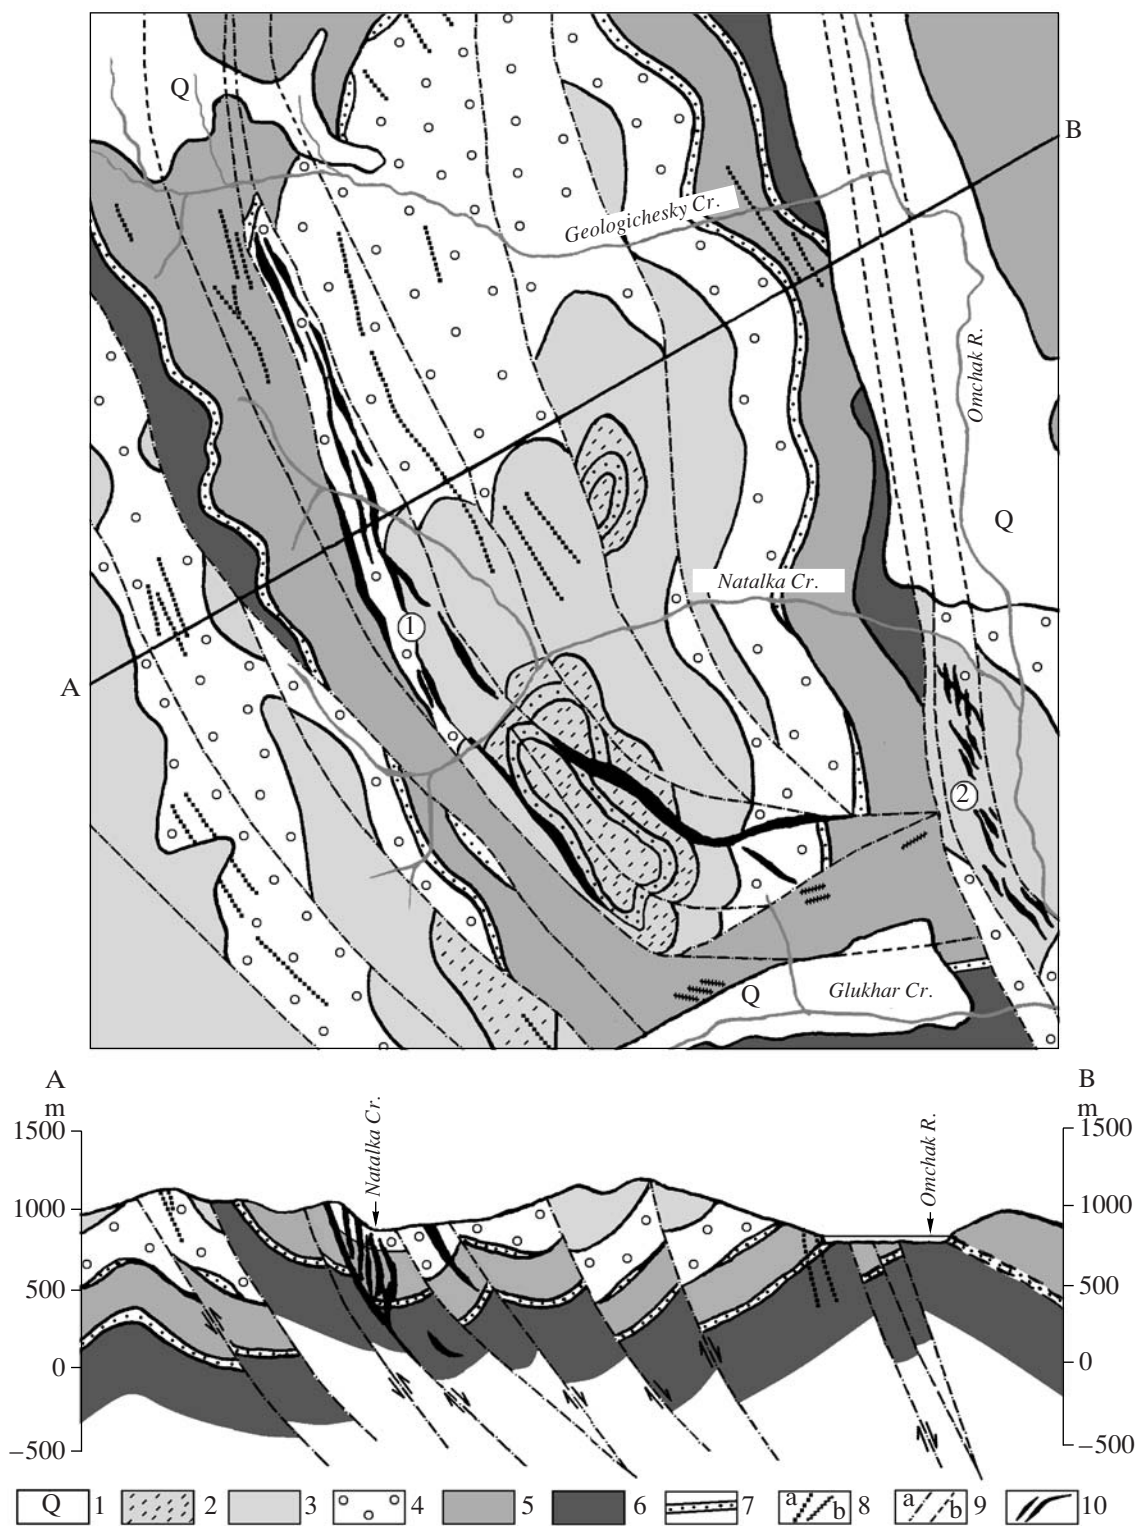 Q
B
Geologichesky Cr.
Omchak R.
Q
Natalka Cr.
1
A
2
Q
Glukhar Cr.
A
B
m
m
Natalka Cr.
Omchak R.
1500
1500
1000
1000
500
500
0
0
–500
–500
Q 1 2 3 4 5 6 7 a b 8 a b 9 10